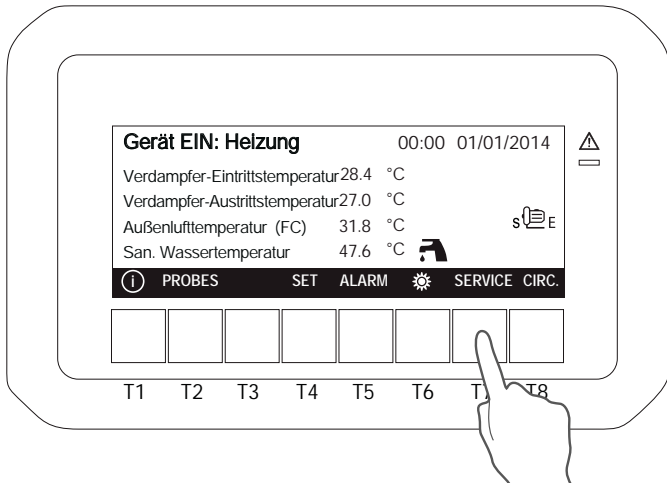 Gerät EIN: Heizung 00:00 01/01/2014
Verdampfer-Eintrittstemperatur 28.4 °C
Verdampfer-Austrittstemperatur 27.0 °C
Außenlufttemperatur (FC) 31.8 °C
S E
San. Wassertemperatur 47.6 °C
i PROBES SET ALARM SERVICE CIRC.
T1 T2 T3 T4 T5 T6 T7 T8